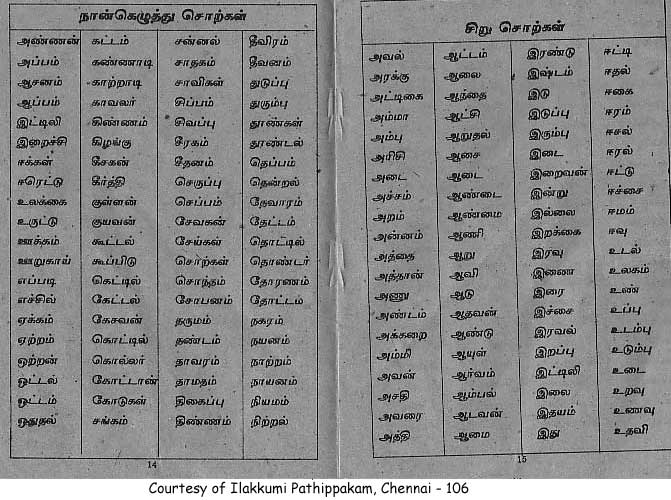 நான்கெழுத்து சொற்கள்
அண்ணன் கட்டம் சன்னல் தீவிரம்
அப்பம் கண்ணாடி சாதகம் தீவனம்
ஆசனம் காற்றாடி சாவிகள் துடுப்பு
ஆப்பம் காவலர் சிப்பம் துகும்பு
இட்டிலி கிண்ணம் சிவப்பு தூண்கள்
இறைச்சி கிழங்கு சீரகம் தூண்டல்
ஈக்கள் கீசகன் சீதனம் தெப்பம்
ஈரெட்டு கீர்த்தி செருப்பு தென்றல்
உலக்கை குள்ளன் செப்பம் தேவாரம்
உருட்டு குயவன் சேவகன் தேட்டம்
ஊக்கம் கூட்டல் சேய்கள் தொட்டில்
ஊறுகாய் கூப்பிடு சொற்கள் தொண்டர்
எப்படி கெட்டில் சொந்தம் தோரணம்
எச்சில் கேட்டல் சோபனம் தோட்டம்
ஏக்கம் கேசவன் தருமம் நகரம்
ஏற்றம் கொட்டில் தண்டம் நயனம்
ஒற்றன் கொல்லர் தாவரம் நாற்றம்
ஒட்டல் கோட்டான் தாமதம் நாயனம்
ஓட்டம் கோடுகள் திகைப்பு நியமம்
ஓதுதல் சங்கம் திண்ணம் நிற்றல்
14
சிறு சொற்கள்
அவல் ஆட்டம் இரண்டு ஈட்டி
அரக்கு ஆலை இஷ்டம் ஈதல்
அட்டிகை ஆந்தை இடு ஈகை
அம்மா ஆட்சி இடுப்பு ஈரம்
அம்பு ஆறுதல் இரும்பு ஈசல்
அரிசி ஆசை இடை ஈரல்
அடை ஆடை இறைவன் ஈட்டு
அச்சம் ஆண்டை இன்று ஈச்சை
அறம் ஆண்மை இல்லை ஈமம்
அன்னம் ஆணி இறக்கை ஈவு
அத்தை ஆறு இரவு உடல்
அத்தான் ஆவி இணை உலகம்
அணு ஆடு இரை உண்
அண்டம் ஆதவன் இச்சை உப்பு
அக்கறை ஆண்டு இரவல் உடம்பு
அம்மி ஆயுள் இறப்பு உடும்பு
அவன் ஆர்வம் இட்டிலி உடை
அசதி ஆம்பல் இலை உறவு
அவரை ஆடவன் இதயம் உணவு
அத்தி ஆமை இது உதவி
15
Courtesy of Ilakkumi Pathippakam, Chennai - 106